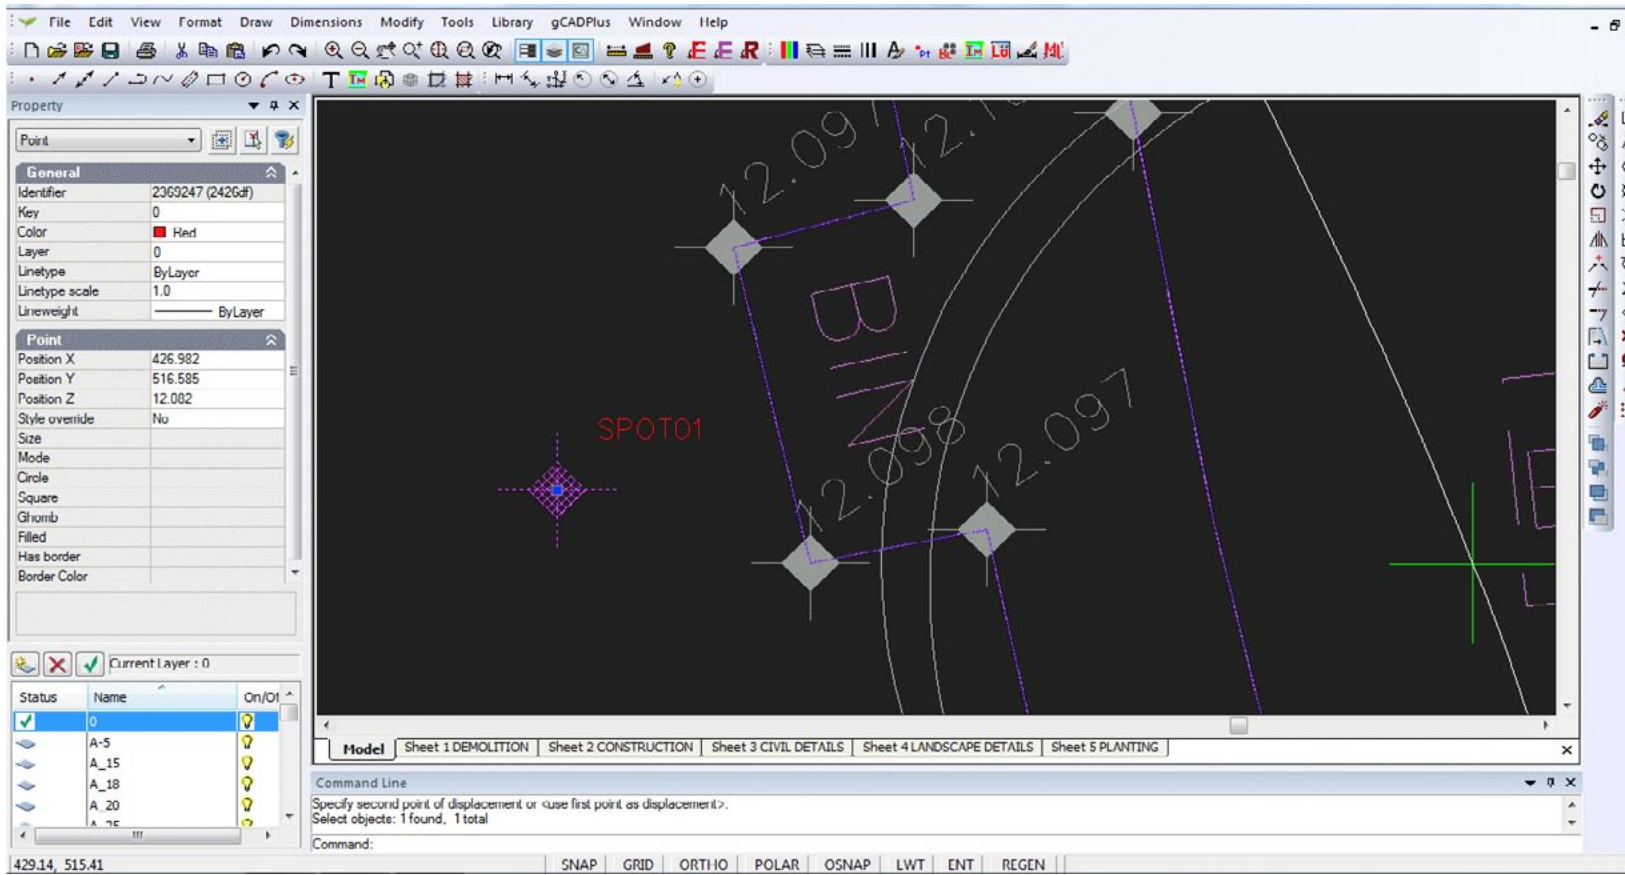 File Edit View Format Draw Dimensions Modify Tools Library gCADPlus Window Help
Property
Point
General
Identifier 2369247 (2426df)
Key 0
Color Red
Layer 0
Linetype ByLayer
Linetype scale 1.0
Lineweight ByLayer
Point
Position X 426.982
Position Y 516.585
Position Z 12.082
Style override No
Size
Mode
Circle
Square
Ghomb
Filled
Has border
Border Color
12.097
BIN
SPOT01
12.098
12.097
Current Layer : 0
Status Name
0
A-5
A_15
A_18
A_20
Model Sheet 1 DEMOLITION Sheet 2 CONSTRUCTION Sheet 3 CIVIL DETAILS Sheet 4 LANDSCAPE DETAILS Sheet 5 PLANTING
Command Line
Specify second point of displacement or <use first point as displacement>.
Select objects: 1 found, 1 total
Command:
429.14, 515.41 SNAP GRID ORTHO POLAR OSNAP LWT ENT REGEN